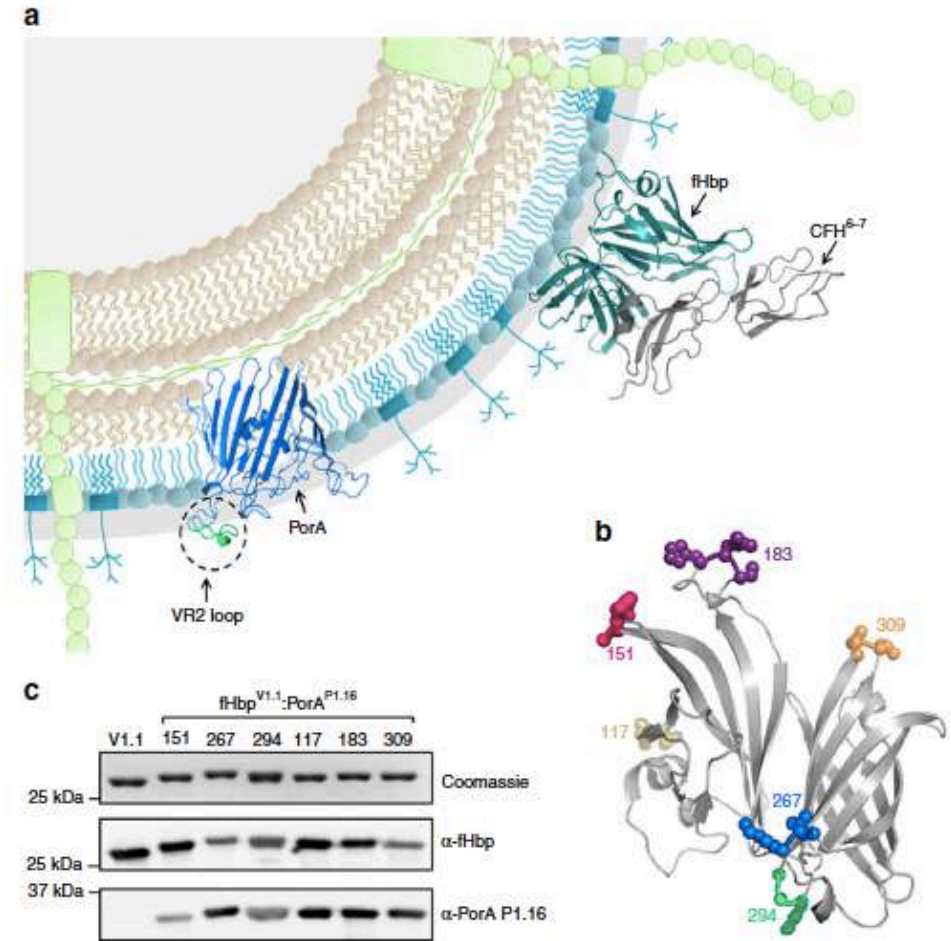 a
fHbp
CFH6–7
PorA
VR2 loop
b
183
151
309
117
267
294
c
fHbpV1.1:PorAP1.16
V1.1 151 267 294 117 183 309
25 kDa
Coomassie
α-fHbp
25 kDa
37 kDa
α-PorA P1.16